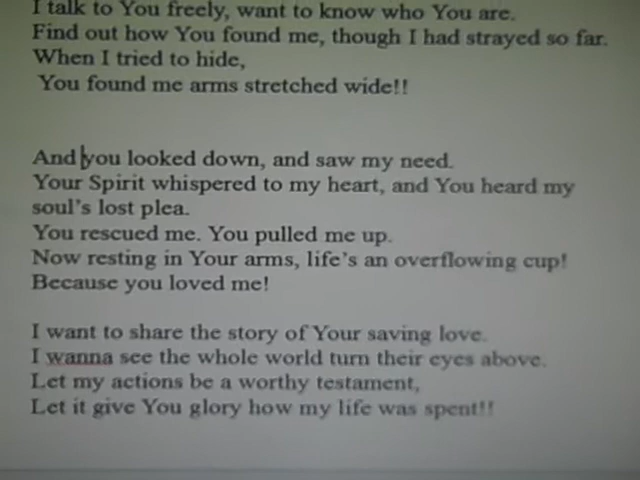 I talk to You freely, want to know who You are.
Find out how You found me, though I had strayed so far.
When I tried to hide,
You found me arms stretched wide!!
And you looked down, and saw my need.
Your Spirit whispered to my heart, and You heard my
soul's lost plea.
You rescued me. You pulled me up.
Now resting in Your arms, life's an overflowing cup!
Because you loved me!
I want to share the story of Your saving love.
I wanna see the whole world turn their eyes above.
Let my actions be a worthy testament,
Let it give You glory how my life was spent!!